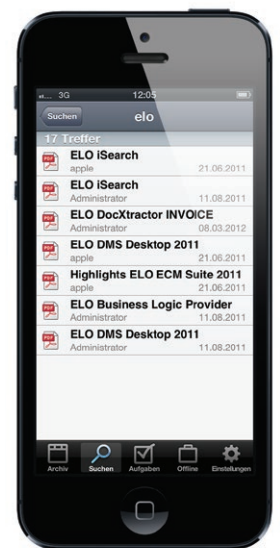 3G 12:05
Suchen elo
17 Treffer
ELO iSearch
apple 21.06.2011
ELO iSearch
Administrator 11.08.2011
ELO DocXtractor INVOICE
Administrator 08.03.2012
ELO DMS Desktop 2011
apple 21.06.2011
Highlights ELO ECM Suite 2011
apple 21.06.2011
ELO Business Logic Provider
Administrator 11.08.2011
ELO DMS Desktop 2011
Administrator 11.08.2011
Archiv Suchen Aufgaben Offline Einstellungen